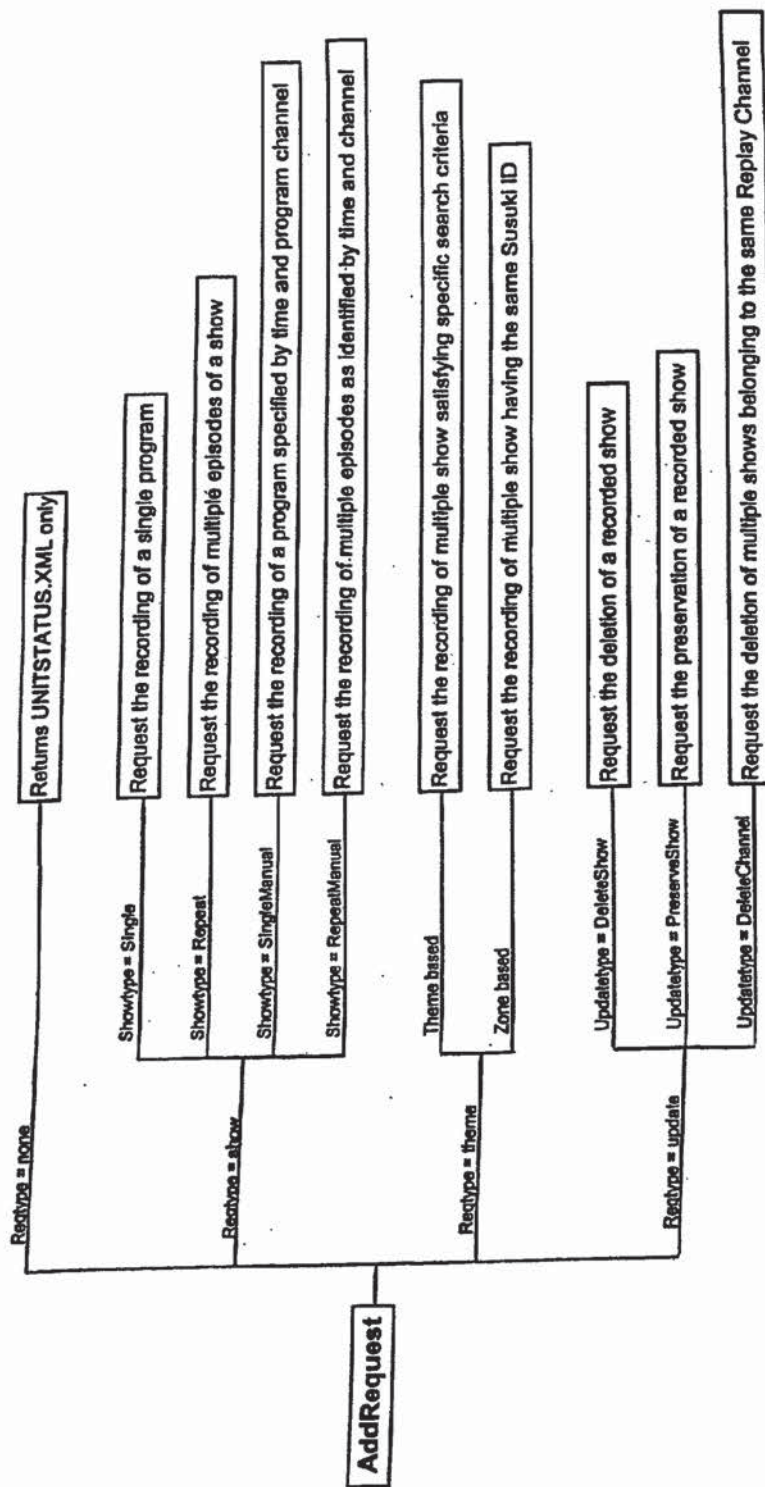 AddRequest
Reqtype = none
Returns UNITSTATUS.XML only
Reqtype = show
Showtype = Single
Request the recording of a single program
Showtype = Repeat
Request the recording of multiple episodes of a show
Showtype = SingleManual
Request the recording of a program specified by time and program channel
Showtype = RepeatManual
Request the recording of multiple episodes as identified by time and channel
Reqtype = theme
Theme based
Request the recording of multiple show satisfying specific search criteria
Zone based
Request the recording of multiple show having the same Susuki ID
Reqtype = update
Updatetype = DeleteShow
Request the deletion of a recorded show
Updatetype = PreserveShow
Request the preservation of a recorded show
Updatetype = DeleteChannel
Request the deletion of multiple shows belonging to the same Replay Channel